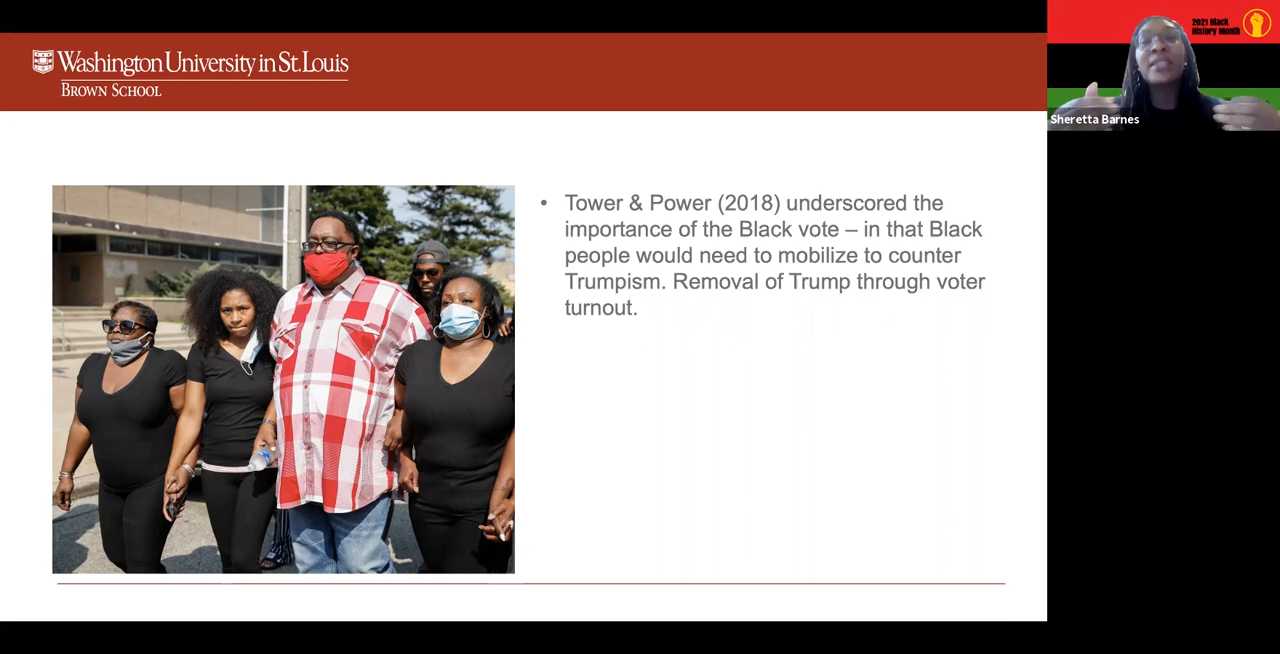 Washington University in St. Louis
BROWN SCHOOL
2021 Black
History Month
Sheretta Barnes
• Tower & Power (2018) underscored the
importance of the Black vote – in that Black
people would need to mobilize to counter
Trumpism. Removal of Trump through voter
turnout.